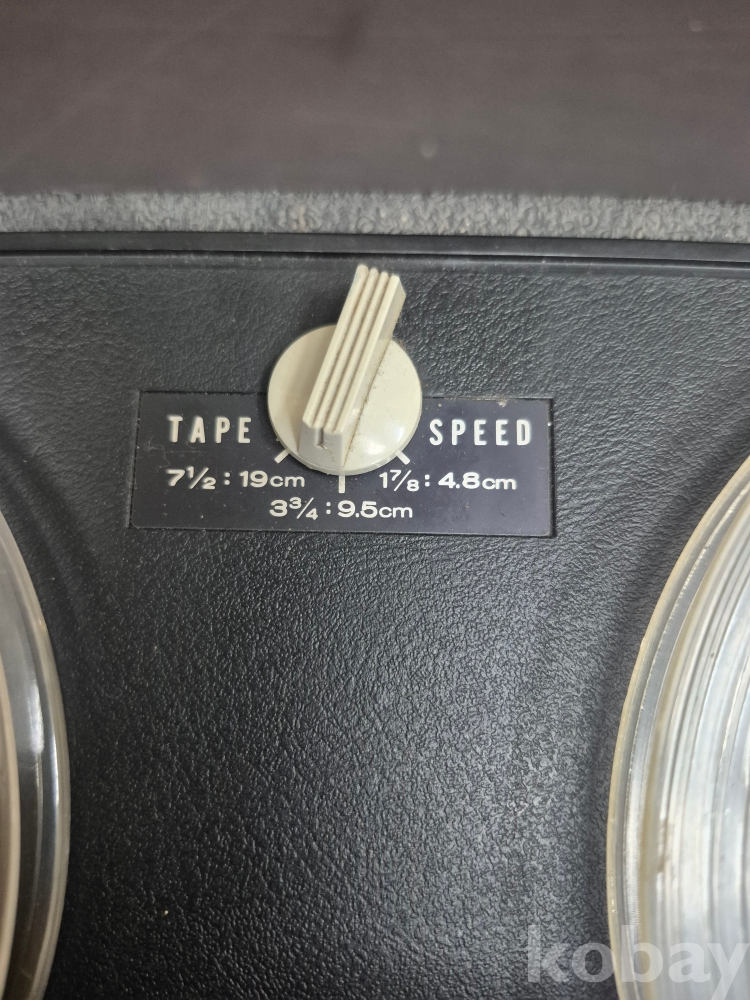 TAPE SPEED
7½ : 19cm 1⅞ : 4.8cm
3¾ : 9.5cm
kobay